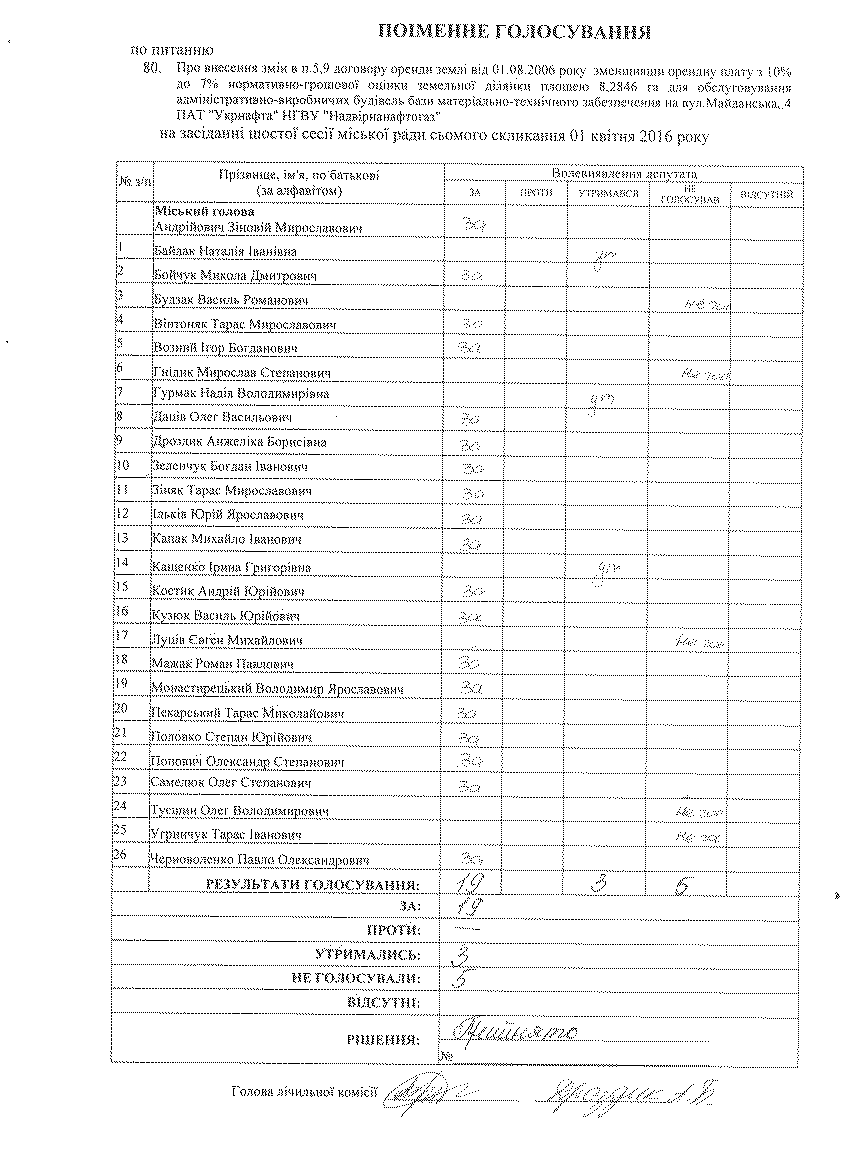 ПОІМЕННЕ ГОЛОСУВАННЯ
по питанню
80. Про внесення змін в п.5,9 договору оренди землі від 01.08.2006 року зменшивши орендну плату з 10%
до 7% нормативно-грошової оцінки земельної ділянки площею 8,2846 га для обслуговування
адміністративно-виробничих будівель бази матеріально-технічного забезпечення на вул.Майданська, 4
ПАТ "Укрнафта" НГВУ "Надвірнанафтогаз"
на засіданні шостої сесії міської ради сьомого скликання 01 квітня 2016 року
№ з/п Прізвище, ім'я, по батькові (за алфавітом) Волевиявлення депутата
ЗА ПРОТИ УТРИМАВСЯ НЕ ГОЛОСУВАВ ВІДСУТНІЙ
Міський голова
Андрійович Зіновій Мирославович за
1 Байдак Наталія Іванівна ут
2 Бойчук Микола Дмитрович за
3 Будзак Василь Романович Не гол
4 Вінтоняк Тарас Мирославович за
5 Возний Ігор Богданович за
6 Гнідик Мирослав Степанович Не гол
7 Гурмак Надія Володимирівна ут
8 Даців Олег Васильович за
9 Дроздик Анжеліка Борисівна за
10 Зеленчук Богдан Іванович за
11 Зіняк Тарас Мирославович за
12 Ільків Юрій Ярославович за
13 Капак Михайло Іванович за
14 Кащенко Ірина Григорівна ут
15 Костик Андрій Юрійович за
16 Кузюк Василь Юрійович за
17 Луців Євген Михайлович Не гол
18 Мажак Роман Павлович за
19 Монастирецький Володимир Ярославович за
20 Пекарський Тарас Миколайович за
21 Половко Степан Юрійович за
22 Попович Олександр Степанович за
23 Самелюк Олег Степанович за
24 Туєшин Олег Володимирович Не гол
25 Угринчук Тарас Іванович Не гол
26 Черноволенко Павло Олександрович за
РЕЗУЛЬТАТИ ГОЛОСУВАННЯ: 19 3 5
ЗА: 19
ПРОТИ: —
УТРИМАЛИСЬ: 3
НЕ ГОЛОСУВАЛИ: 5
ВІДСУТНІ:
РІШЕННЯ: Прийнято
№
Голова лічильної комісії Дроздик А.Б.